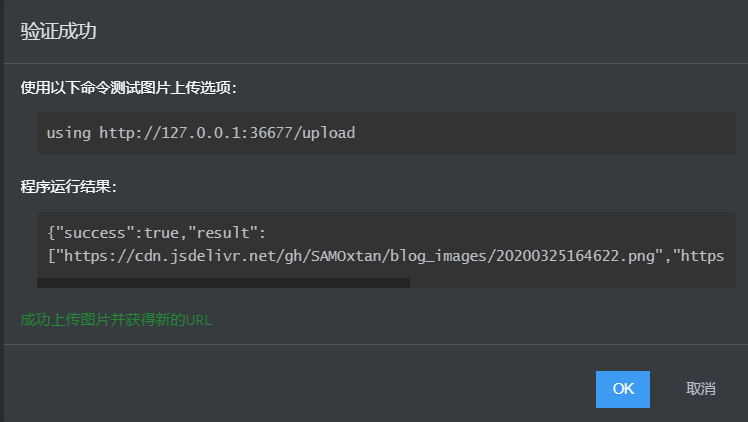 验证成功
使用以下命令测试图片上传选项：
using http://127.0.0.1:36677/upload
程序运行结果：
{"success":true,"result":
["https://cdn.jsdelivr.net/gh/SAMOxtan/blog_images/20200325164622.png","https
成功上传图片并获得新的URL
OK
取消